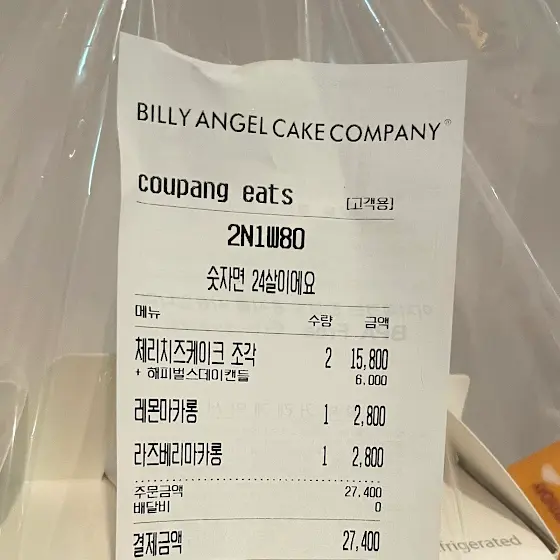 BILLY ANGEL CAKE COMPANY®
coupang eats [고객용]
2N1W80
숫자면 24살이에요
메뉴 수량 금액
체리치즈케이크 조각 2 15,800
+ 해피벌스데이캔들 6,000
레몬마카롱 1 2,800
라즈베리마카롱 1 2,800
주문금액 27,400
배달비 0
결제금액 27,400
frigerated